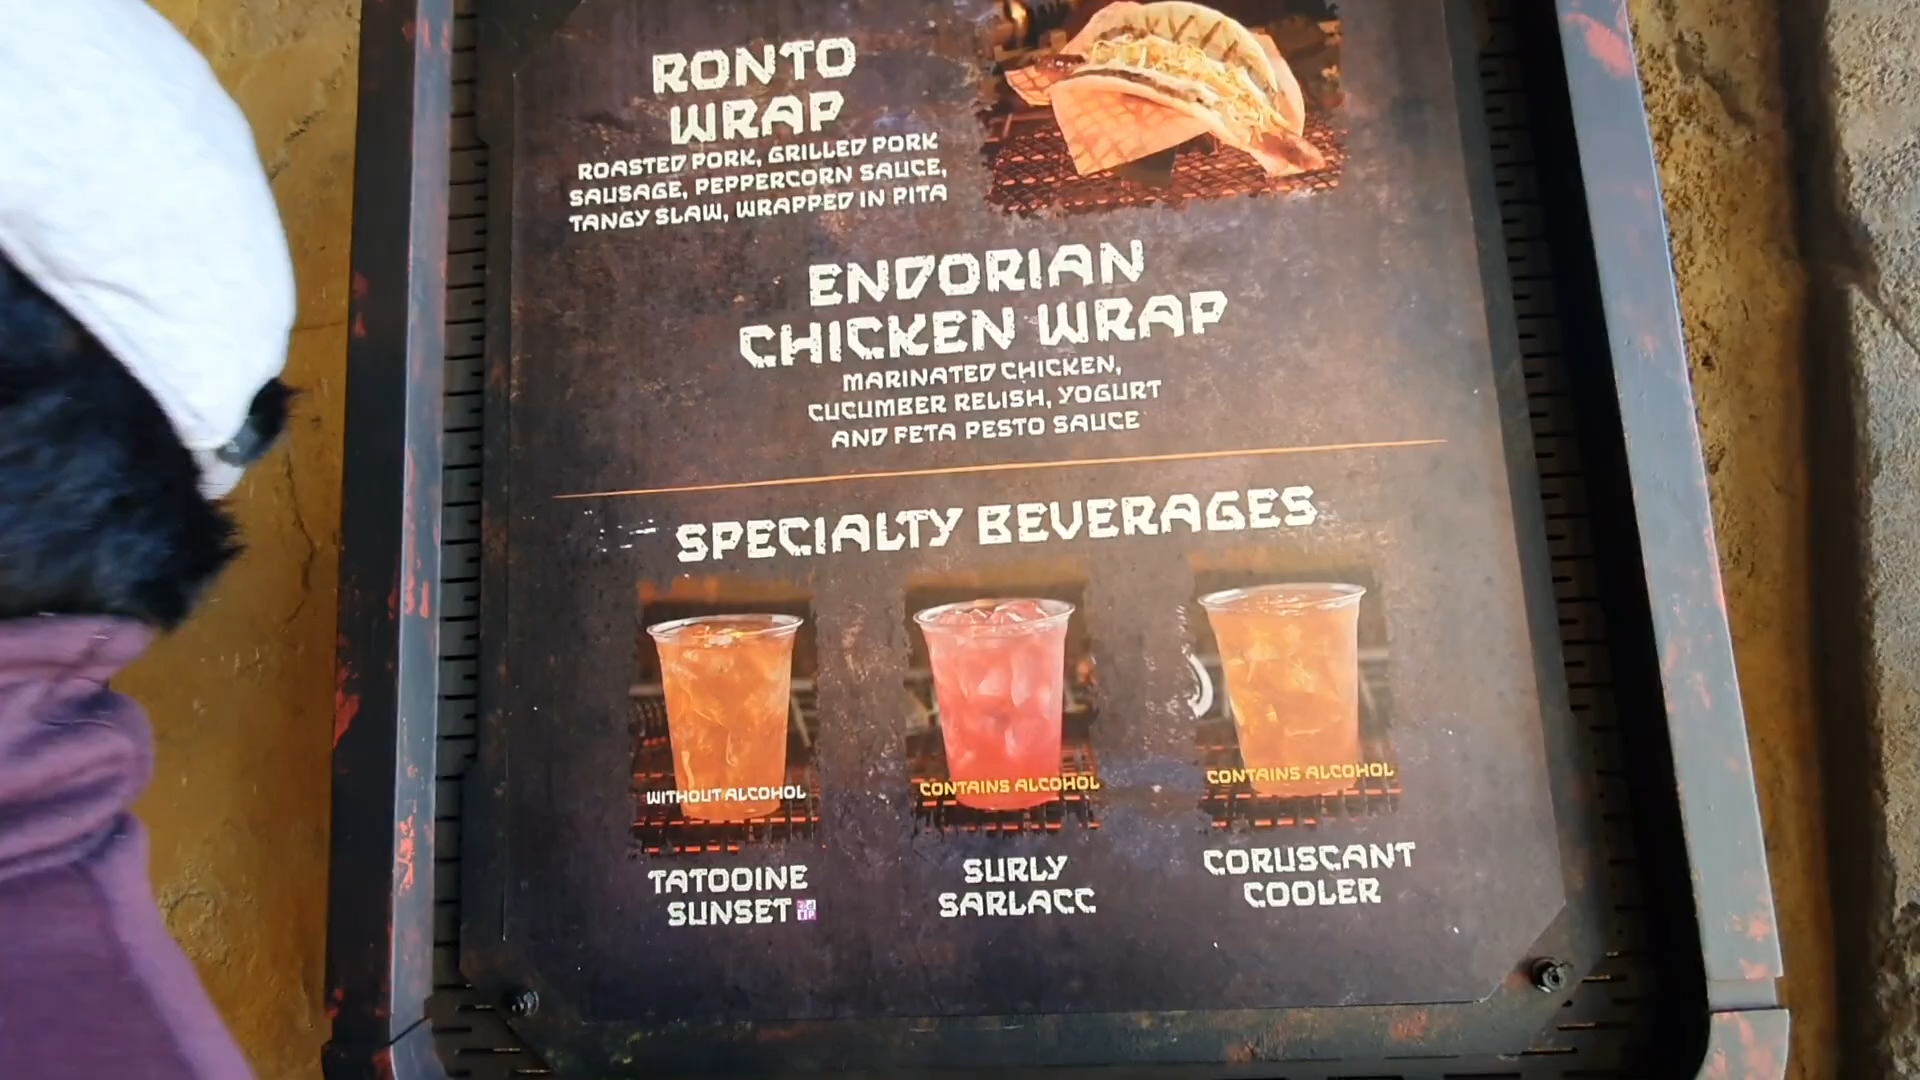 RONTO
WRAP
ROASTED PORK, GRILLED PORK
SAUSAGE, PEPPERCORN SAUCE,
TANGY SLAW, WRAPPED IN PITA
ENDORIAN
CHICKEN WRAP
MARINATED CHICKEN,
CUCUMBER RELISH, YOGURT
AND FETA PESTO SAUCE
SPECIALTY BEVERAGES
WITHOUT ALCOHOL
CONTAINS ALCOHOL
CONTAINS ALCOHOL
TATOOINE
SUNSET
SURLY
SARLACC
CORUSCANT
COOLER